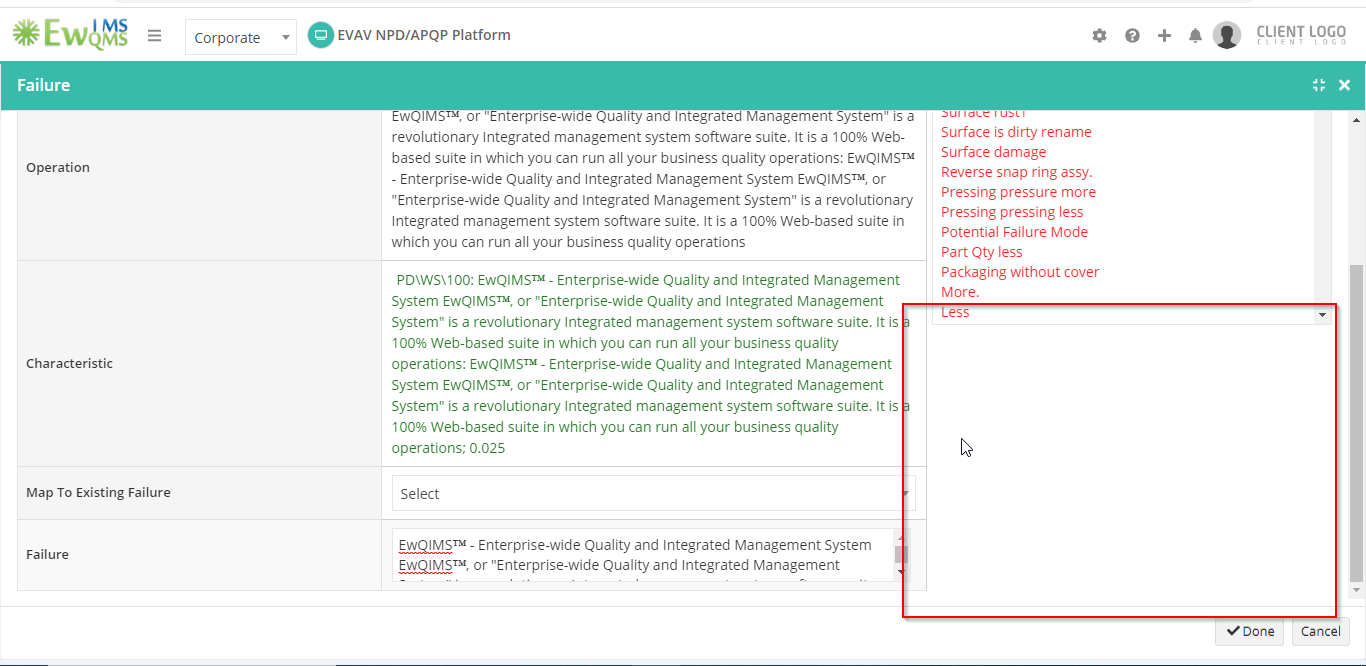 EwQIMS
QMS
Corporate
EVAV NPD/APQP Platform
CLIENT LOGO
CLIENT LOGO
Failure
Operation
EwQIMS™, or "Enterprise-wide Quality and Integrated Management System" is a
revolutionary Integrated management system software suite. It is a 100% Web-
based suite in which you can run all your business quality operations: EwQIMS™
- Enterprise-wide Quality and Integrated Management System EwQIMS™, or
"Enterprise-wide Quality and Integrated Management System" is a revolutionary
Integrated management system software suite. It is a 100% Web-based suite in
which you can run all your business quality operations
Surface rust1
Surface is dirty rename
Surface damage
Reverse snap ring assy.
Pressing pressure more
Pressing pressing less
Potential Failure Mode
Part Qty less
Packaging without cover
More.
Less
Characteristic
PD\WS\100: EwQIMS™ - Enterprise-wide Quality and Integrated Management
System EwQIMS™, or "Enterprise-wide Quality and Integrated Management
System" is a revolutionary Integrated management system software suite. It is a
100% Web-based suite in which you can run all your business quality
operations: EwQIMS™ - Enterprise-wide Quality and Integrated Management
System EwQIMS™, or "Enterprise-wide Quality and Integrated Management
System" is a revolutionary Integrated management system software suite. It is a
100% Web-based suite in which you can run all your business quality
operations; 0.025
Map To Existing Failure
Select
Failure
EwQIMS™ - Enterprise-wide Quality and Integrated Management System
EwQIMS™, or "Enterprise-wide Quality and Integrated Management
Done
Cancel